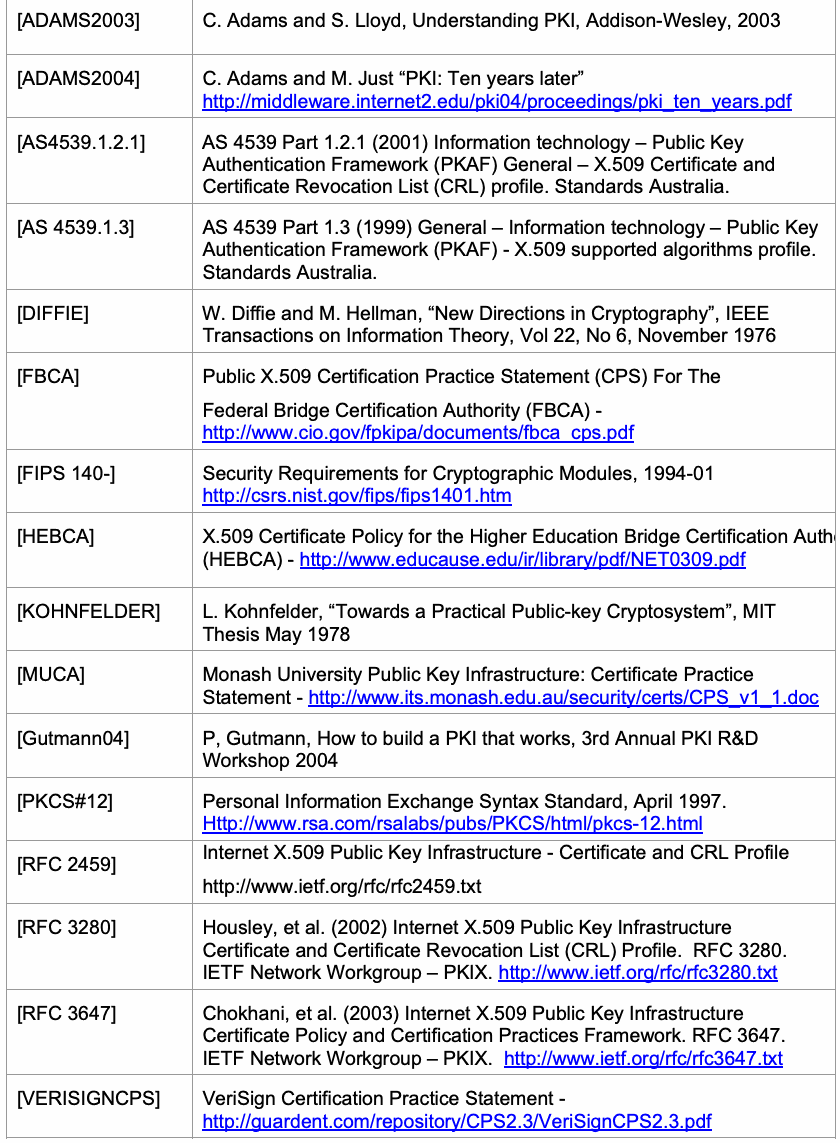 [ADAMS2003] C. Adams and S. Lloyd, Understanding PKI, Addison-Wesley, 2003
[ADAMS2004] C. Adams and M. Just “PKI: Ten years later”
http://middleware.internet2.edu/pki04/proceedings/pki_ten_years.pdf
[AS4539.1.2.1] AS 4539 Part 1.2.1 (2001) Information technology – Public Key
Authentication Framework (PKAF) General – X.509 Certificate and
Certificate Revocation List (CRL) profile. Standards Australia.
[AS 4539.1.3] AS 4539 Part 1.3 (1999) General – Information technology – Public Key
Authentication Framework (PKAF) - X.509 supported algorithms profile.
Standards Australia.
[DIFFIE] W. Diffie and M. Hellman, “New Directions in Cryptography”, IEEE
Transactions on Information Theory, Vol 22, No 6, November 1976
[FBCA] Public X.509 Certification Practice Statement (CPS) For The
Federal Bridge Certification Authority (FBCA) -
http://www.cio.gov/fpkipa/documents/fbca_cps.pdf
[FIPS 140-] Security Requirements for Cryptographic Modules, 1994-01
http://csrs.nist.gov/fips/fips1401.htm
[HEBCA] X.509 Certificate Policy for the Higher Education Bridge Certification Auth
(HEBCA) - http://www.educause.edu/ir/library/pdf/NET0309.pdf
[KOHNFELDER] L. Kohnfelder, “Towards a Practical Public-key Cryptosystem”, MIT
Thesis May 1978
[MUCA] Monash University Public Key Infrastructure: Certificate Practice
Statement - http://www.its.monash.edu.au/security/certs/CPS_v1_1.doc
[Gutmann04] P, Gutmann, How to build a PKI that works, 3rd Annual PKI R&D
Workshop 2004
[PKCS#12] Personal Information Exchange Syntax Standard, April 1997.
Http://www.rsa.com/rsalabs/pubs/PKCS/html/pkcs-12.html
[RFC 2459] Internet X.509 Public Key Infrastructure - Certificate and CRL Profile
http://www.ietf.org/rfc/rfc2459.txt
[RFC 3280] Housley, et al. (2002) Internet X.509 Public Key Infrastructure
Certificate and Certificate Revocation List (CRL) Profile.  RFC 3280.
IETF Network Workgroup – PKIX. http://www.ietf.org/rfc/rfc3280.txt
[RFC 3647] Chokhani, et al. (2003) Internet X.509 Public Key Infrastructure
Certificate Policy and Certification Practices Framework. RFC 3647.
IETF Network Workgroup – PKIX.  http://www.ietf.org/rfc/rfc3647.txt
[VERISIGNCPS] VeriSign Certification Practice Statement -
http://guardent.com/repository/CPS2.3/VeriSignCPS2.3.pdf